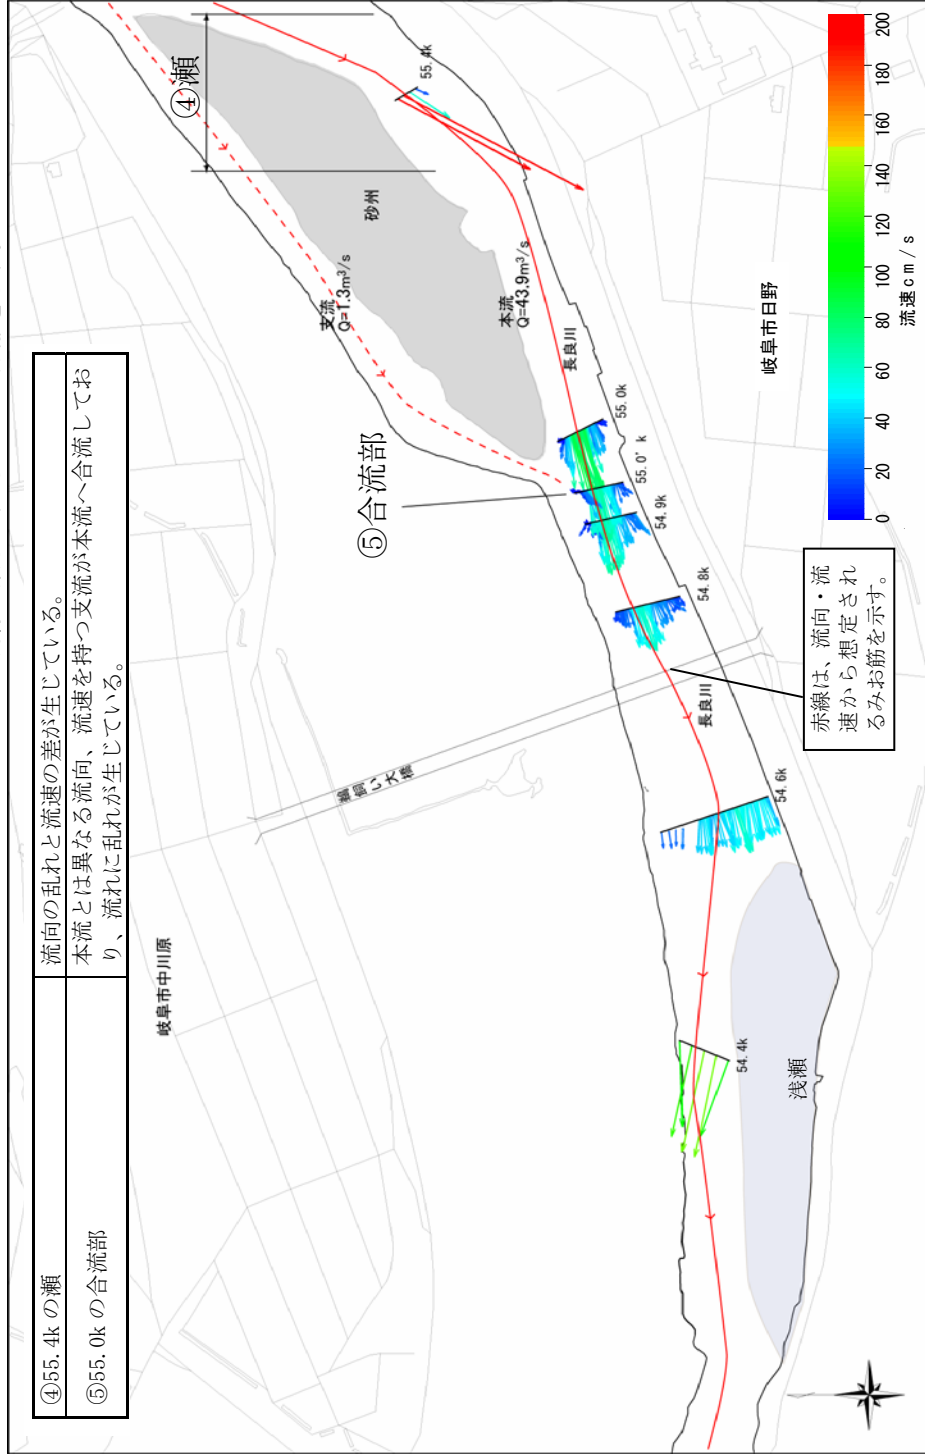 ④55.4k の瀬
流向の乱れと流速の差が生じている。
⑤55.0k の合流部
本流とは異なる流向、流速を持つ支流が本流へ合流してお
り、流れに乱れが生じている。
④瀬
55.4k
砂州
支流
Q=1.3m³/s
本流
Q=43.9m³/s
長良川
⑤合流部
55.0k
55.0' k
54.9k
54.8k
鵜飼い大橋
長良川
54.6k
岐阜市中川原
岐阜市日野
54.4k
浅瀬
赤線は、流向・流
速から想定され
るみお筋を示す。
0 20 40 60 80 100 120 140 160 180 200
流速cm/s